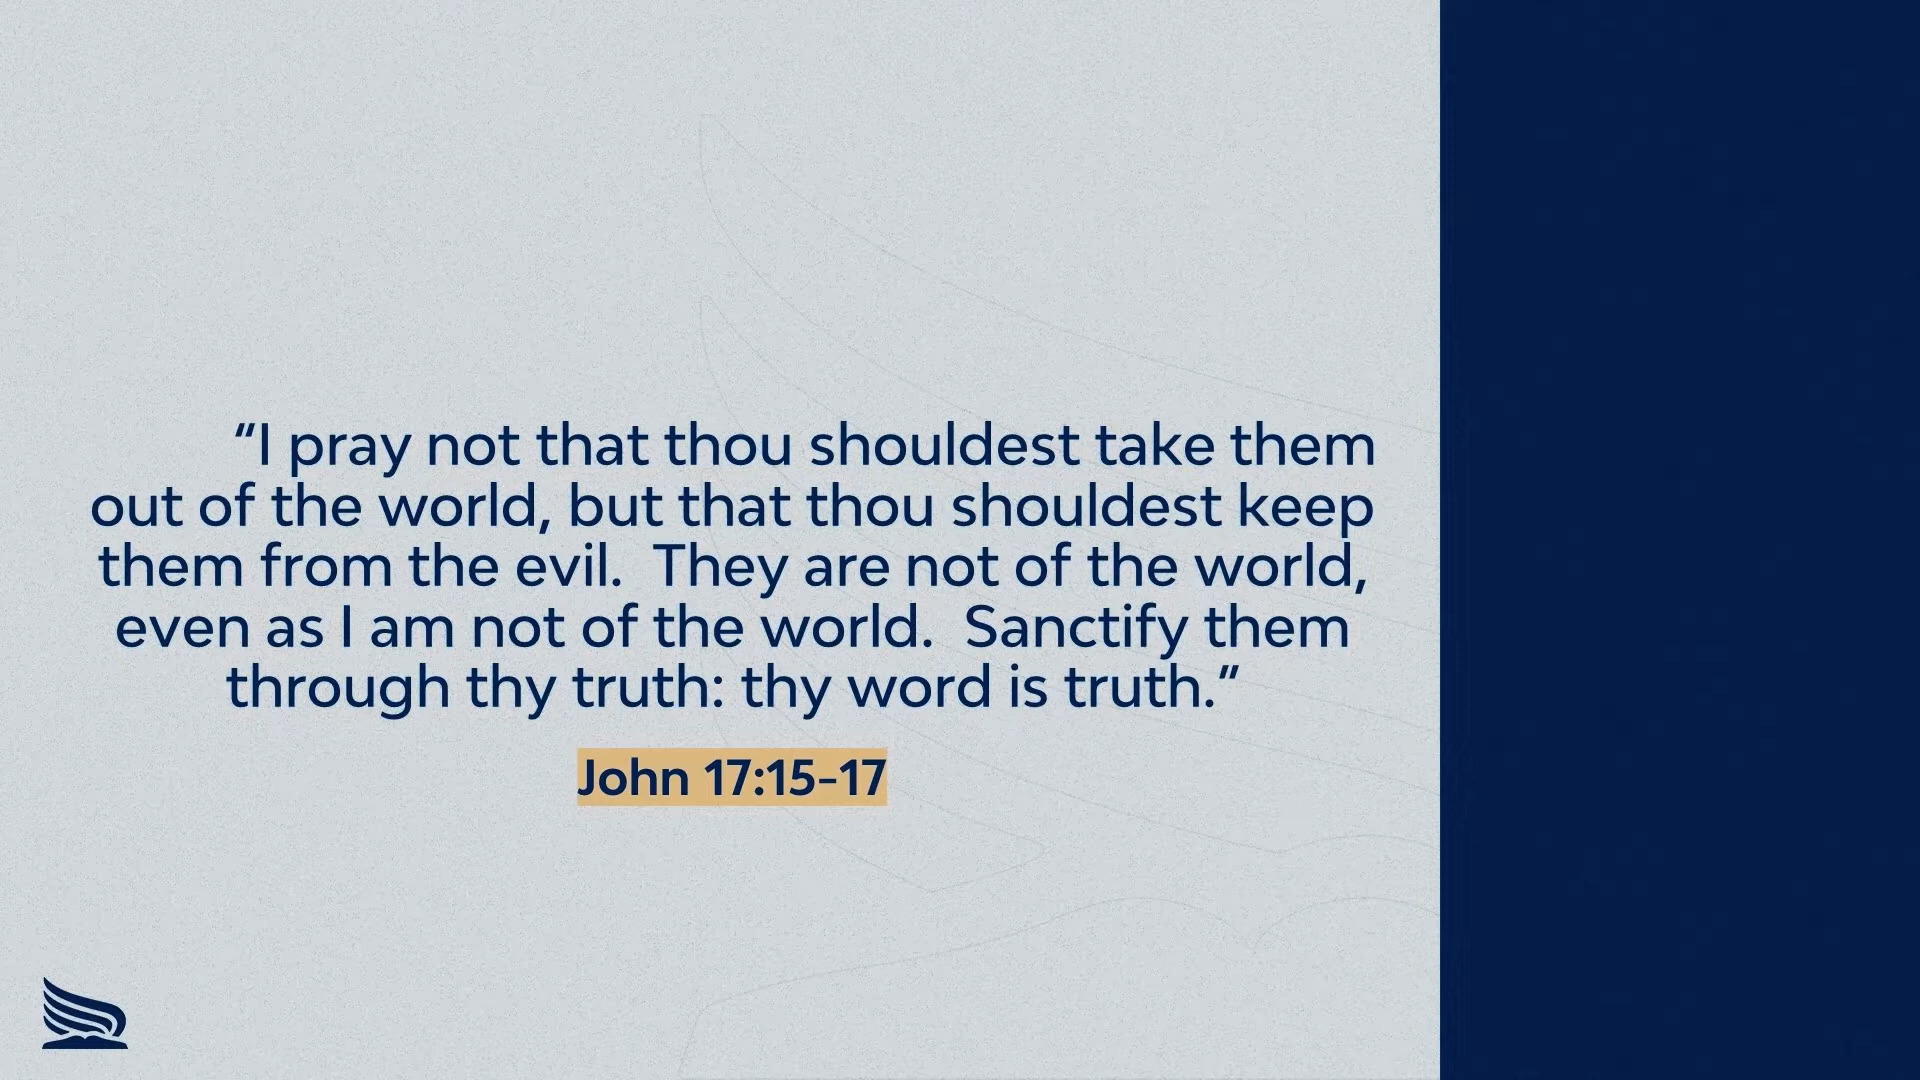 “I pray not that thou shouldest take them
out of the world, but that thou shouldest keep
them from the evil.  They are not of the world,
even as I am not of the world.  Sanctify them
through thy truth: thy word is truth.”
John 17:15-17